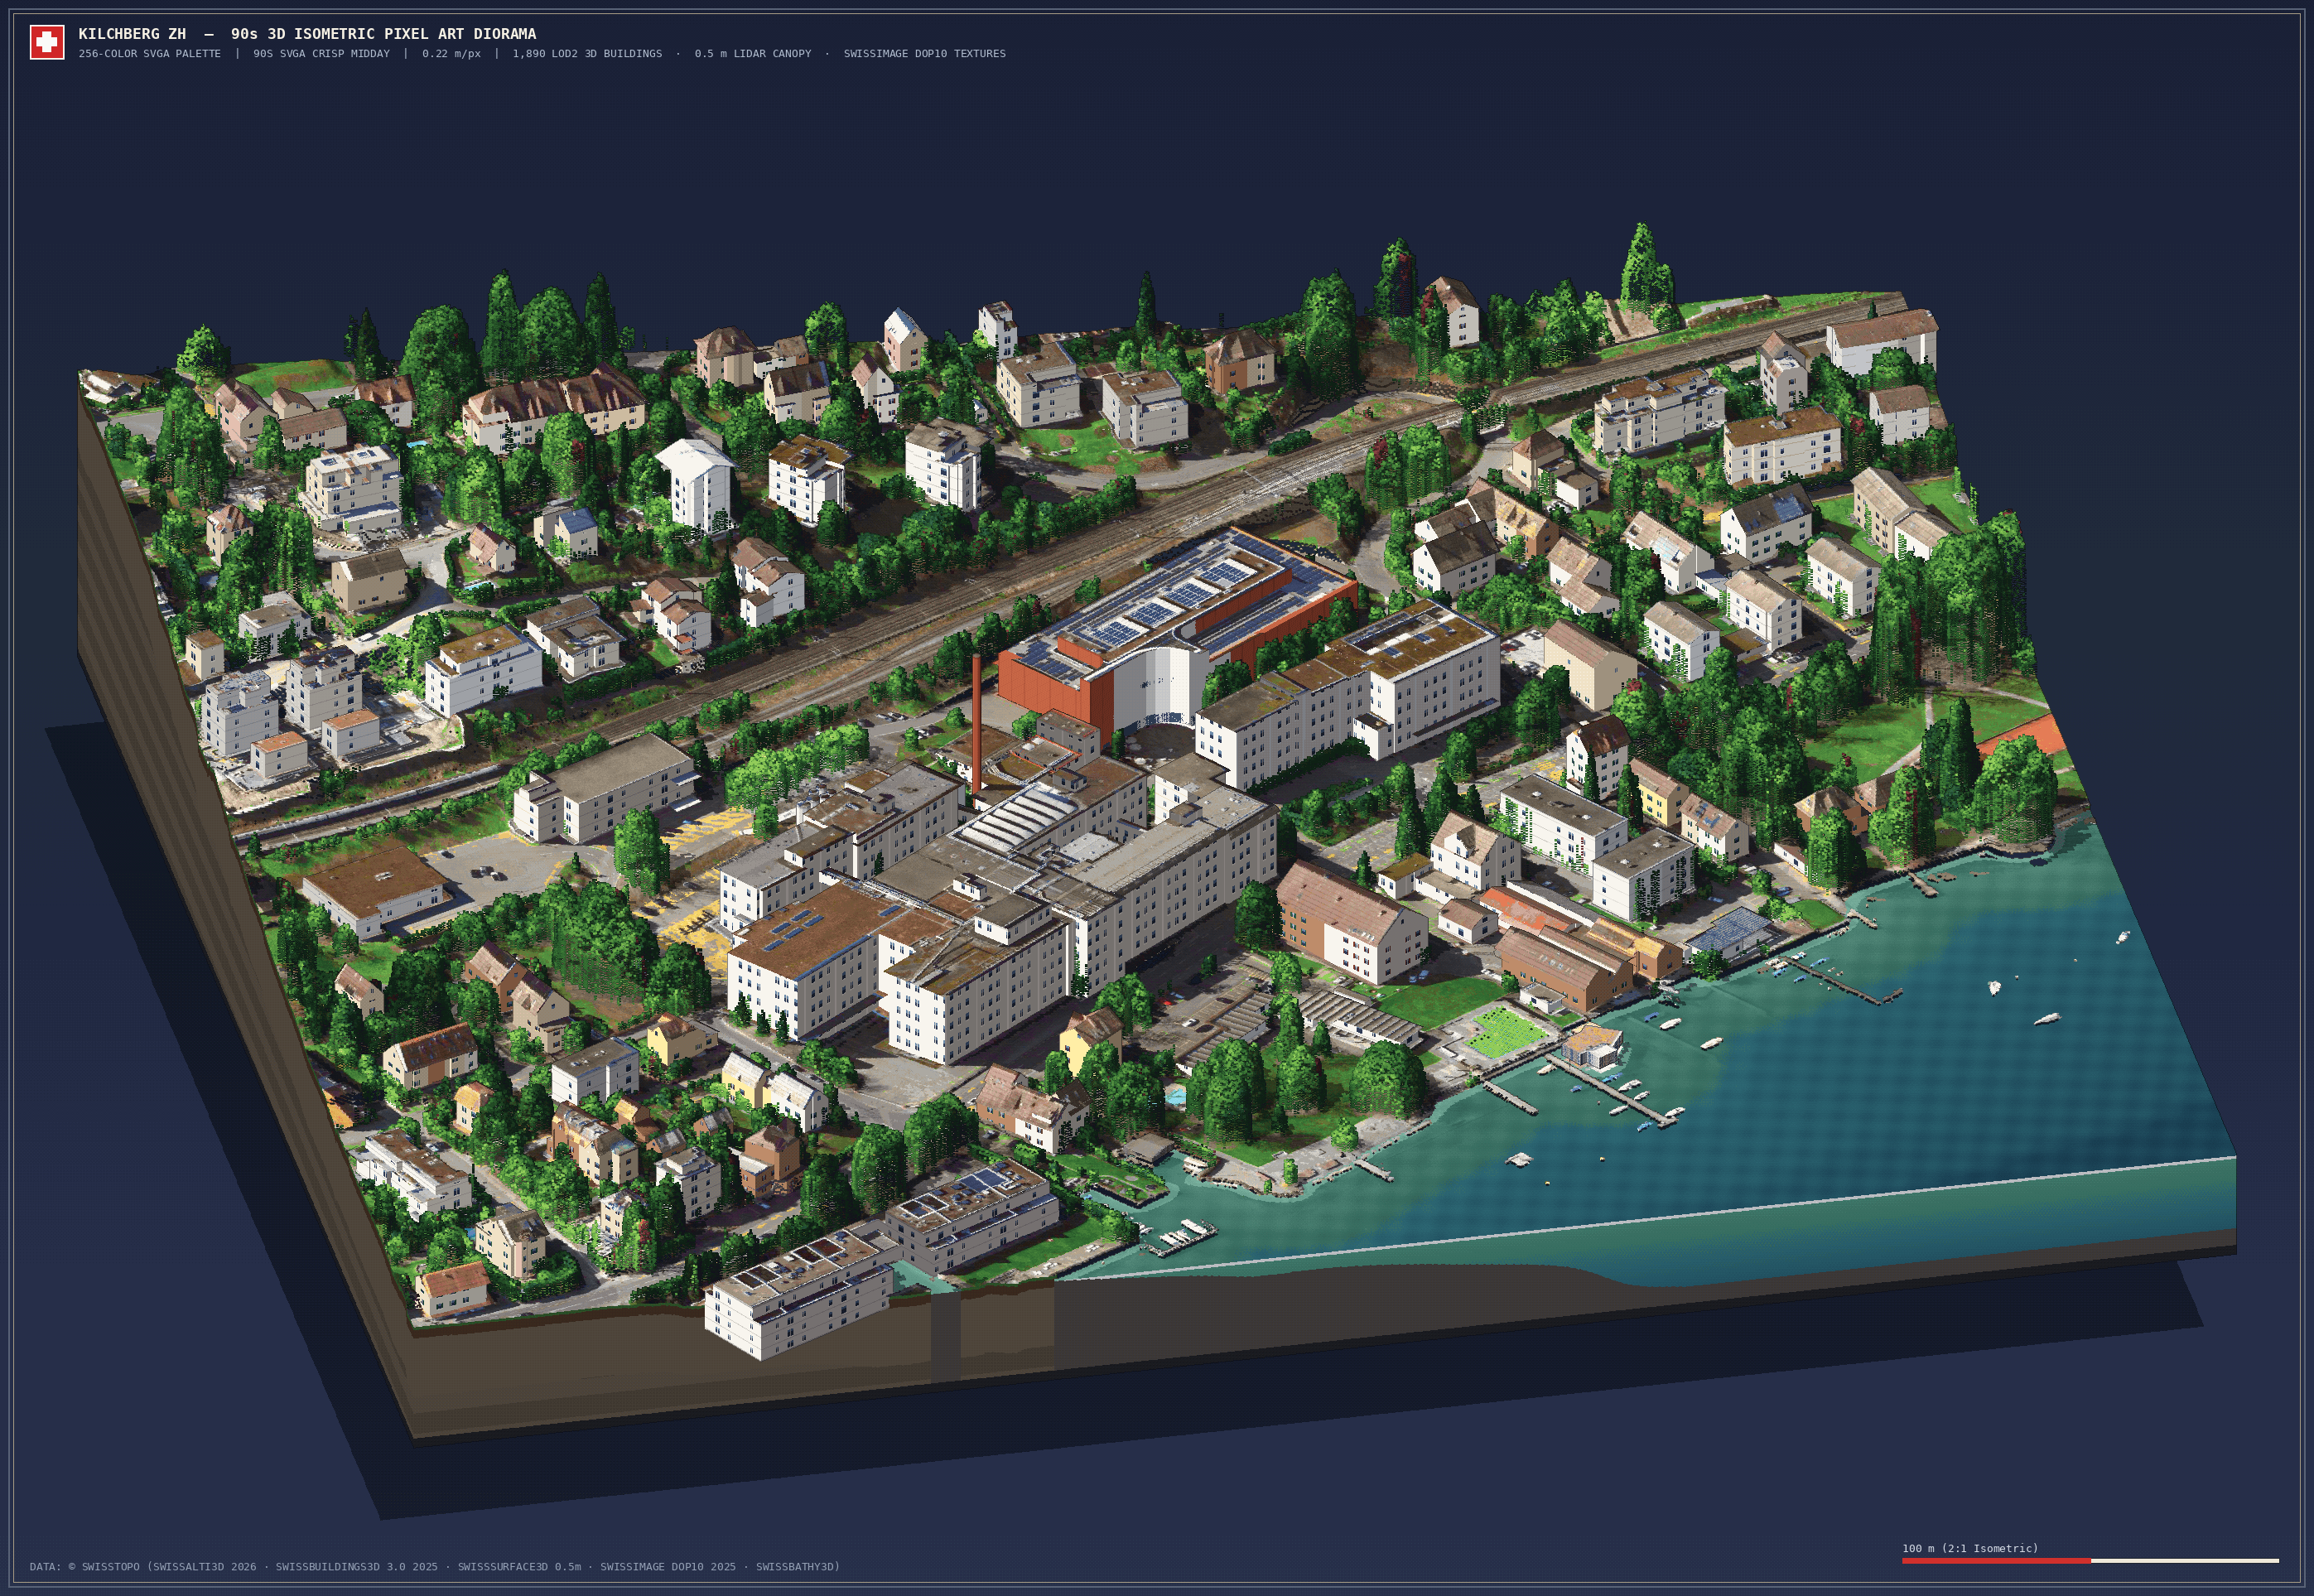 KILCHBERG ZH — 90s 3D ISOMETRIC PIXEL ART DIORAMA
256-COLOR SVGA PALETTE | 90S SVGA CRISP MIDDAY | 0.22 m/px | 1,890 LOD2 3D BUILDINGS · 0.5 m LIDAR CANOPY · SWISSIMAGE DOP10 TEXTURES
100 m (2:1 Isometric)
DATA: © SWISSTOPO (SWISSALTI3D 2026 · SWISSBUILDINGS3D 3.0 2025 · SWISSSURFACE3D 0.5m · SWISSIMAGE DOP10 2025 · SWISSBATHY3D)